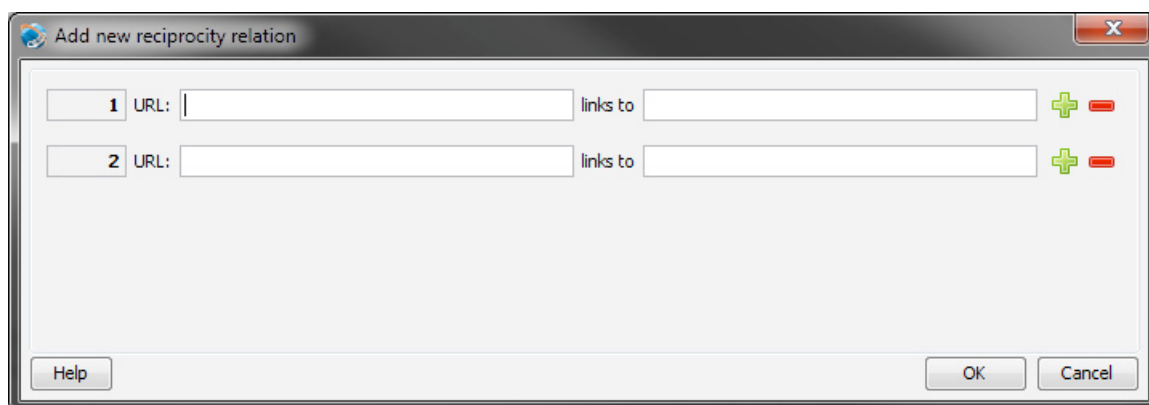 Add new reciprocity relation
1 URL: links to
2 URL: links to
Help OK Cancel